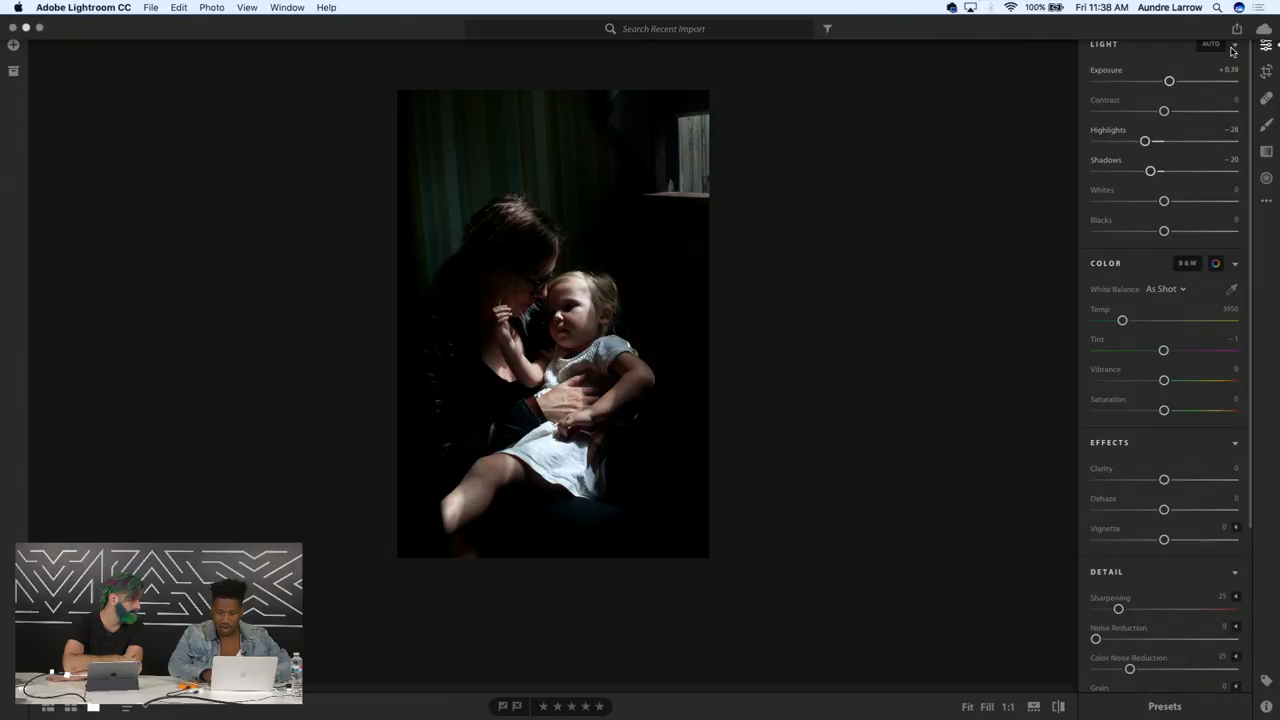 Adobe Lightroom CC File Edit Photo View Window Help 100% Fri 11:38 AM Aundre Larrow
Search Recent Import
LIGHT AUTO
Exposure +0.39
Contrast 0
Highlights -28
Shadows -20
Whites 0
Blacks 0
COLOR B&W
White Balance As Shot
Temp 3950
Tint -1
Vibrance 0
Saturation 0
EFFECTS
Clarity 0
Dehaze 0
Vignette 0
DETAIL
Sharpening 25
Noise Reduction 0
Color Noise Reduction 25
Grain 0
Fit Fill 1:1 Presets